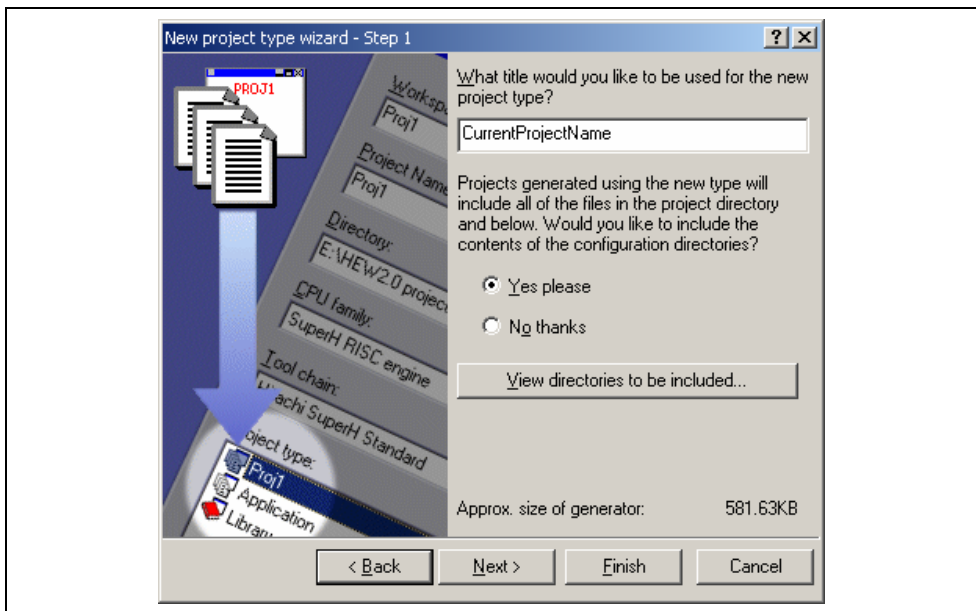 New project type wizard - Step 1
PROJ1
Workspa
Proj1
Project Name
Proj1
Directory:
E:\HEW2.0 project
CPU family:
SuperH RISC engine
Tool chain:
Hitachi SuperH Standard
oject type:
Proj1
Application
Library
What title would you like to be used for the new
project type?
CurrentProjectName
Projects generated using the new type will
include all of the files in the project directory
and below. Would you like to include the
contents of the configuration directories?
Yes please
No thanks
View directories to be included...
Approx. size of generator: 581.63KB
< Back Next > Finish Cancel